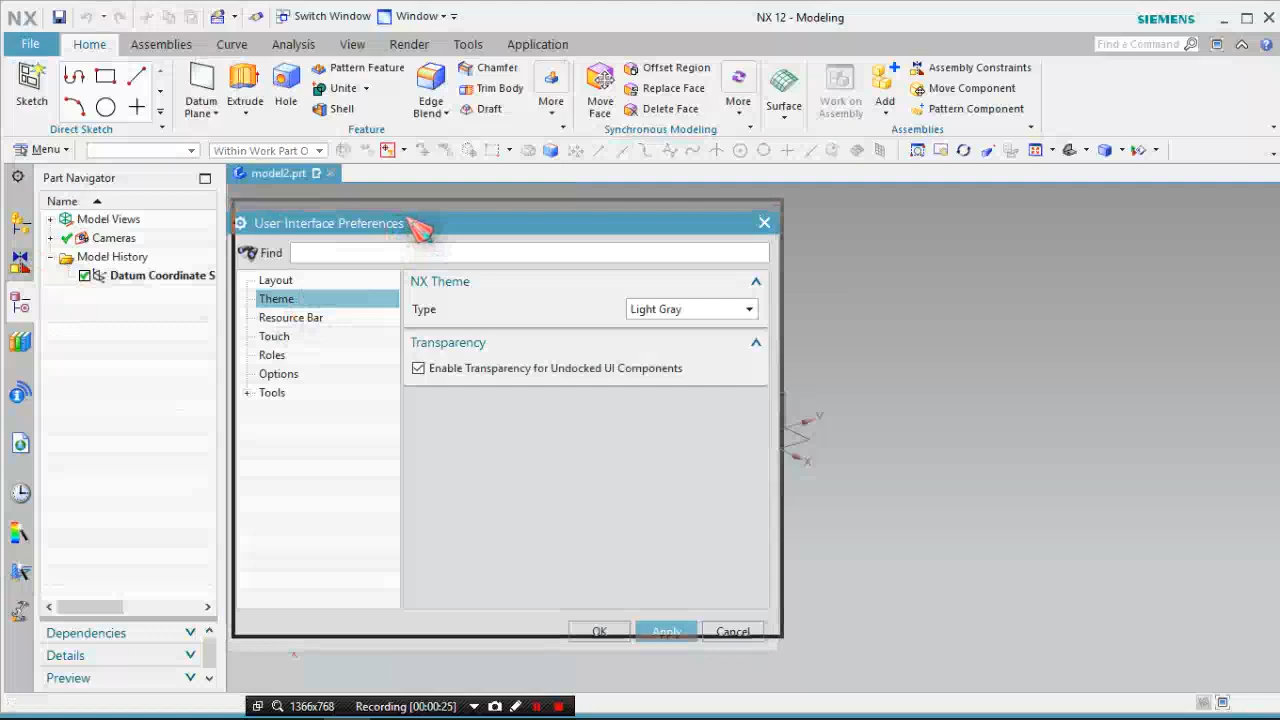 NX
Switch Window
Window
NX 12 - Modeling
SIEMENS
File
Home
Assemblies
Curve
Analysis
View
Render
Tools
Application
Find a Command
Sketch
Direct Sketch
Datum
Plane
Extrude
Hole
Pattern Feature
Unite
Shell
Edge
Blend
Chamfer
Trim Body
Draft
More
Feature
Move
Face
Offset Region
Replace Face
Delete Face
More
Synchronous Modeling
Surface
Work on
Assembly
Add
Assembly Constraints
Move Component
Pattern Component
Assemblies
Menu
Within Work Part O
Part Navigator
model2.prt
Name
Model Views
Cameras
Model History
Datum Coordinate S
User Interface Preferences
Find
Layout
Theme
Resource Bar
Touch
Roles
Options
Tools
NX Theme
Type
Light Gray
Transparency
Enable Transparency for Undocked UI Components
Y
X
OK
Apply
Cancel
Dependencies
Details
Preview
1366x768
Recording [00:00:25]